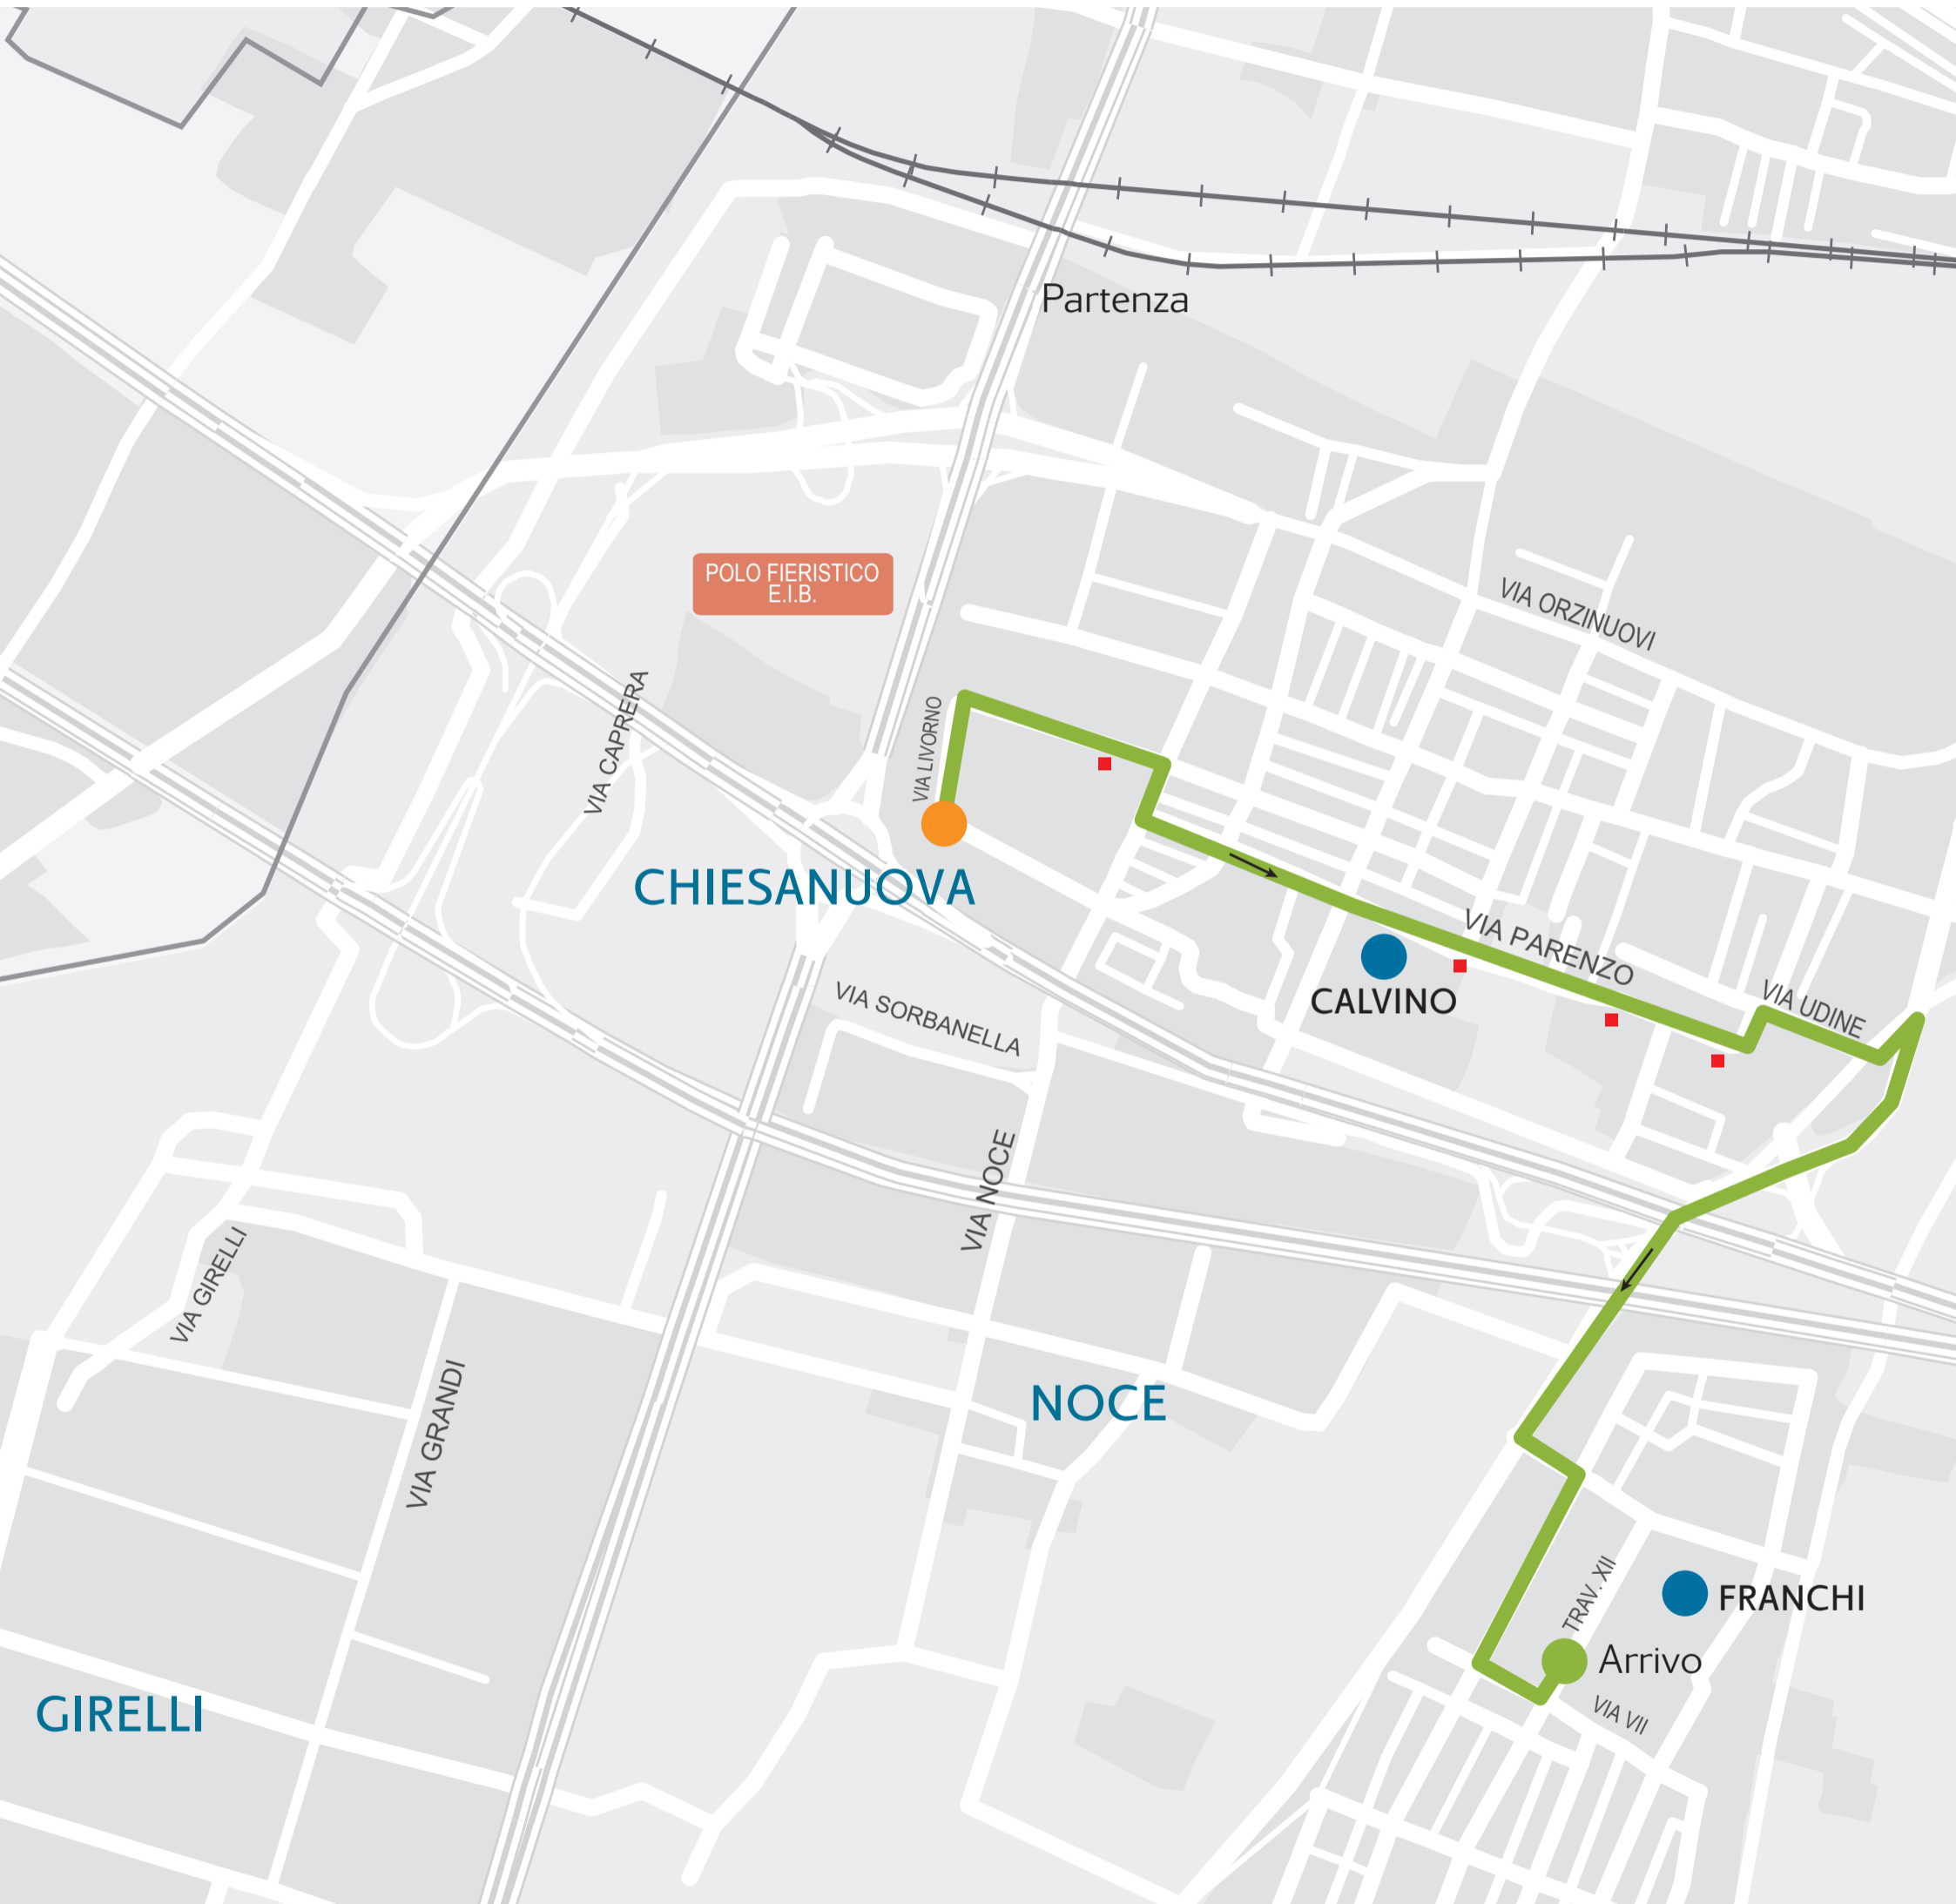 Partenza
POLO FIERISTICO
E.I.B.
VIA ORZINUOVI
VIA CAPRERA
VIA LIVORNO
CHIESANUOVA
VIA PARENZO
CALVINO
VIA UDINE
VIA SORBANELLA
VIA NOCE
VIA GIRELLI
VIA GRANDI
NOCE
TRAV. XII
FRANCHI
Arrivo
VIA VII
GIRELLI